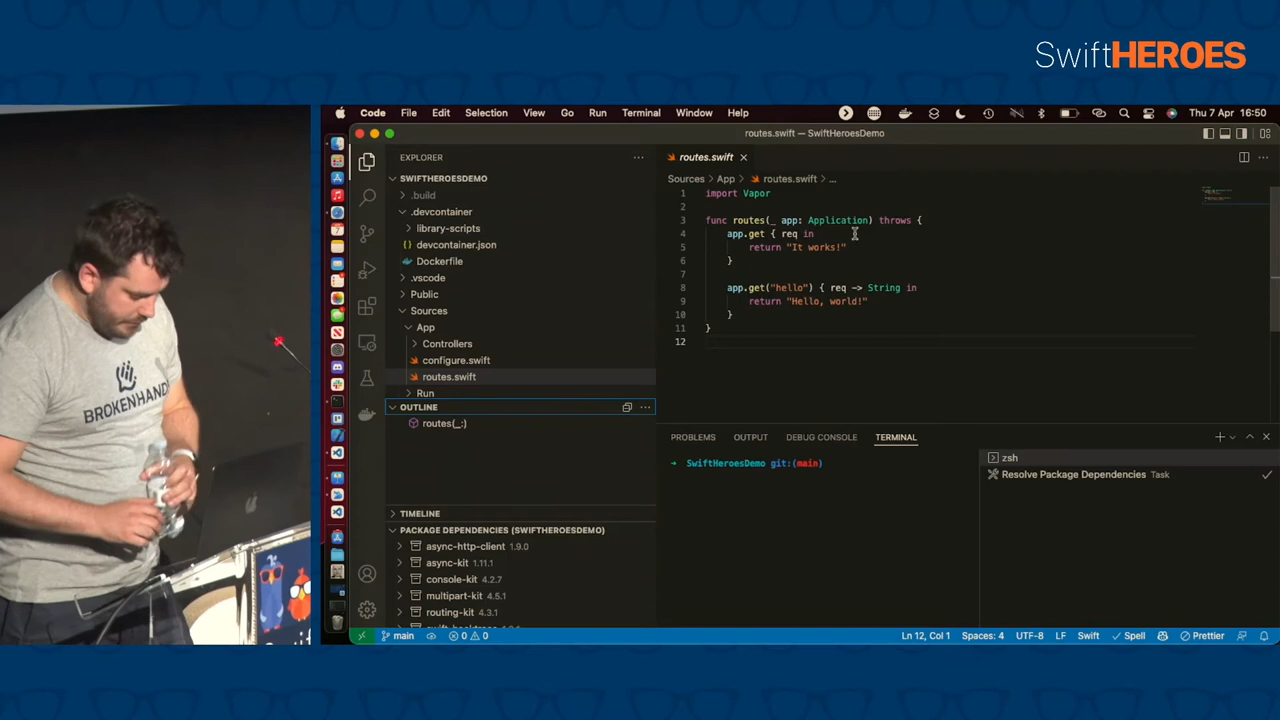 SwiftHEROES
Code File Edit Selection View Go Run Terminal Window Help Thu 7 Apr 16:50
routes.swift — SwiftHeroesDemo
EXPLORER
SWIFTHEROESDEMO
.build
.devcontainer
library-scripts
devcontainer.json
Dockerfile
.vscode
Public
Sources
App
Controllers
configure.swift
routes.swift
Run
OUTLINE
routes(_:)
TIMELINE
PACKAGE DEPENDENCIES (SWIFTHEROESDEMO)
async-http-client 1.9.0
async-kit 1.11.1
console-kit 4.2.7
multipart-kit 4.5.1
routing-kit 4.3.1
routes.swift
Sources > App > routes.swift > ...
1 import Vapor
2
3 func routes(_ app: Application) throws {
4 app.get { req in
5 return "It works!"
6 }
7
8 app.get("hello") { req -> String in
9 return "Hello, world!"
10 }
11 }
12
PROBLEMS OUTPUT DEBUG CONSOLE TERMINAL
SwiftHeroesDemo git:(main)
zsh
Resolve Package Dependencies Task
main 0 0 Ln 12, Col 1 Spaces: 4 UTF-8 LF Swift Spell Prettier
BROKENHAND